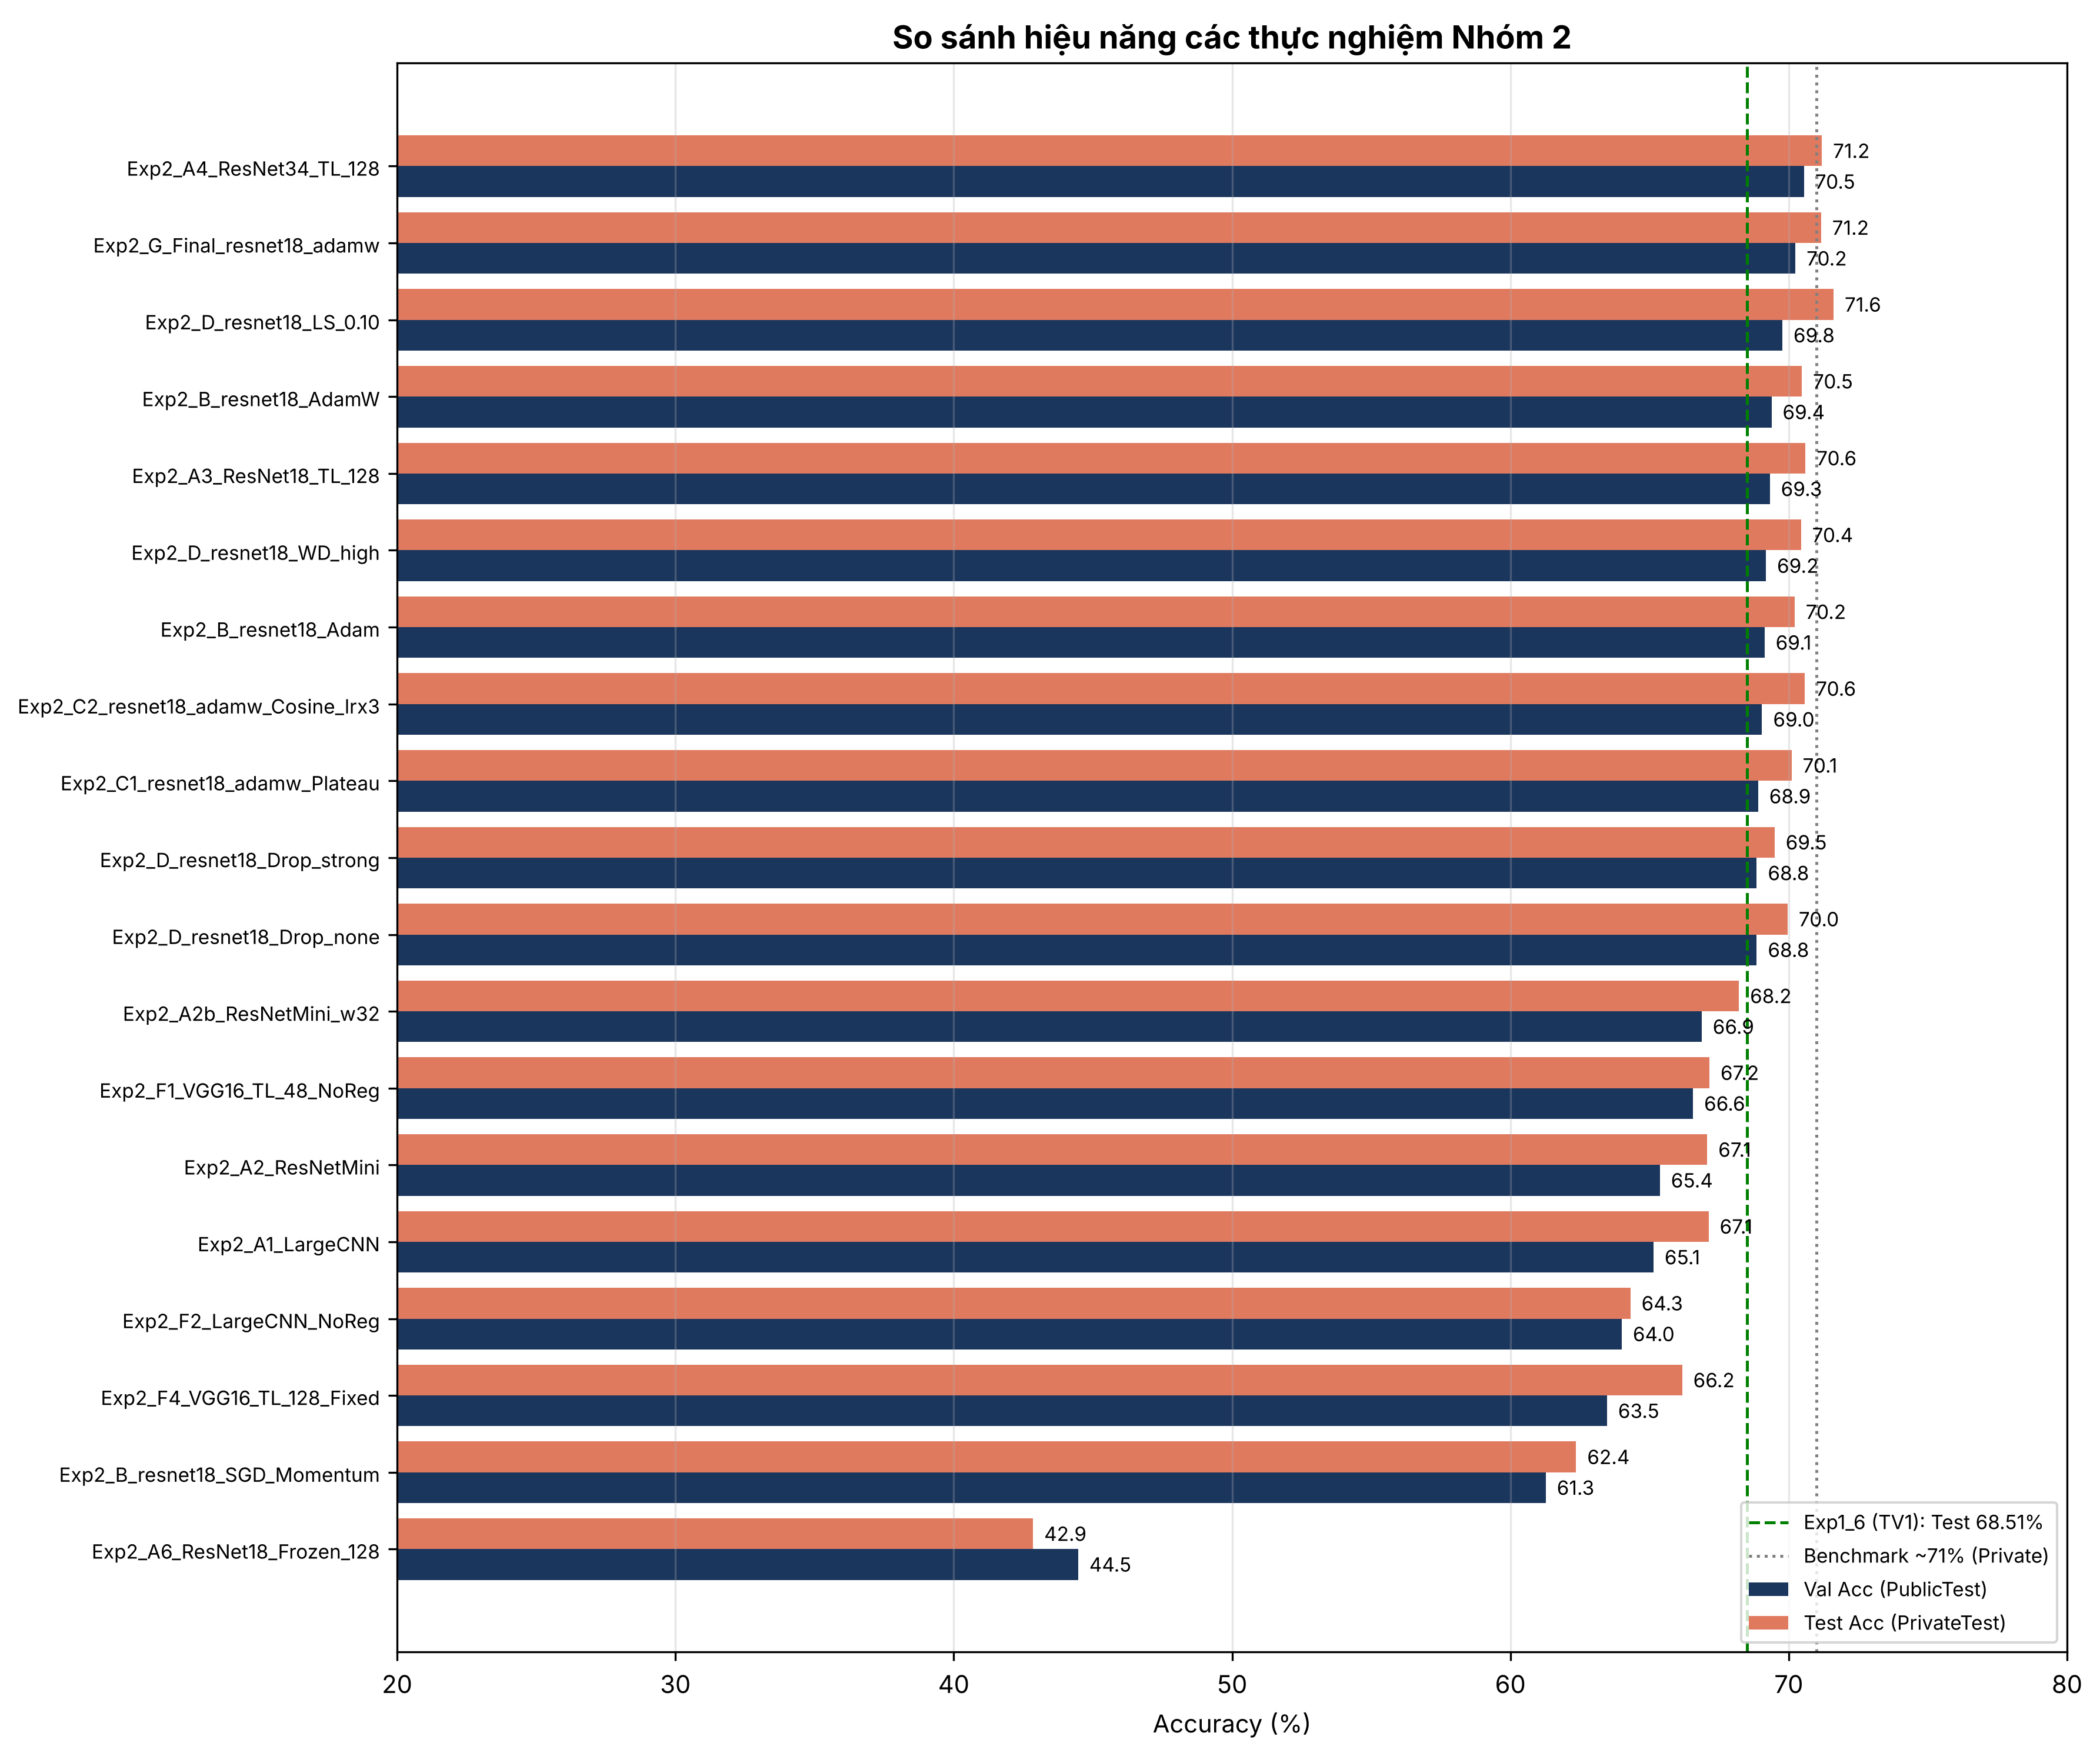 So sánh hiệu năng các thực nghiệm Nhóm 2
Exp2_A4_ResNet34_TL_128
71.2
70.5
Exp2_G_Final_resnet18_adamw
71.2
70.2
Exp2_D_resnet18_LS_0.10
71.6
69.8
Exp2_B_resnet18_AdamW
70.5
69.4
Exp2_A3_ResNet18_TL_128
70.6
69.3
Exp2_D_resnet18_WD_high
70.4
69.2
Exp2_B_resnet18_Adam
70.2
69.1
Exp2_C2_resnet18_adamw_Cosine_lrx3
70.6
69.0
Exp2_C1_resnet18_adamw_Plateau
70.1
68.9
Exp2_D_resnet18_Drop_strong
69.5
68.8
Exp2_D_resnet18_Drop_none
70.0
68.8
Exp2_A2b_ResNetMini_w32
68.2
66.9
Exp2_F1_VGG16_TL_48_NoReg
67.2
66.6
Exp2_A2_ResNetMini
67.1
65.4
Exp2_A1_LargeCNN
67.1
65.1
Exp2_F2_LargeCNN_NoReg
64.3
64.0
Exp2_F4_VGG16_TL_128_Fixed
66.2
63.5
Exp2_B_resnet18_SGD_Momentum
62.4
61.3
Exp2_A6_ResNet18_Frozen_128
42.9
44.5
Exp1_6 (TV1): Test 68.51%
Benchmark ~71% (Private)
Val Acc (PublicTest)
Test Acc (PrivateTest)
20 30 40 50 60 70 80
Accuracy (%)